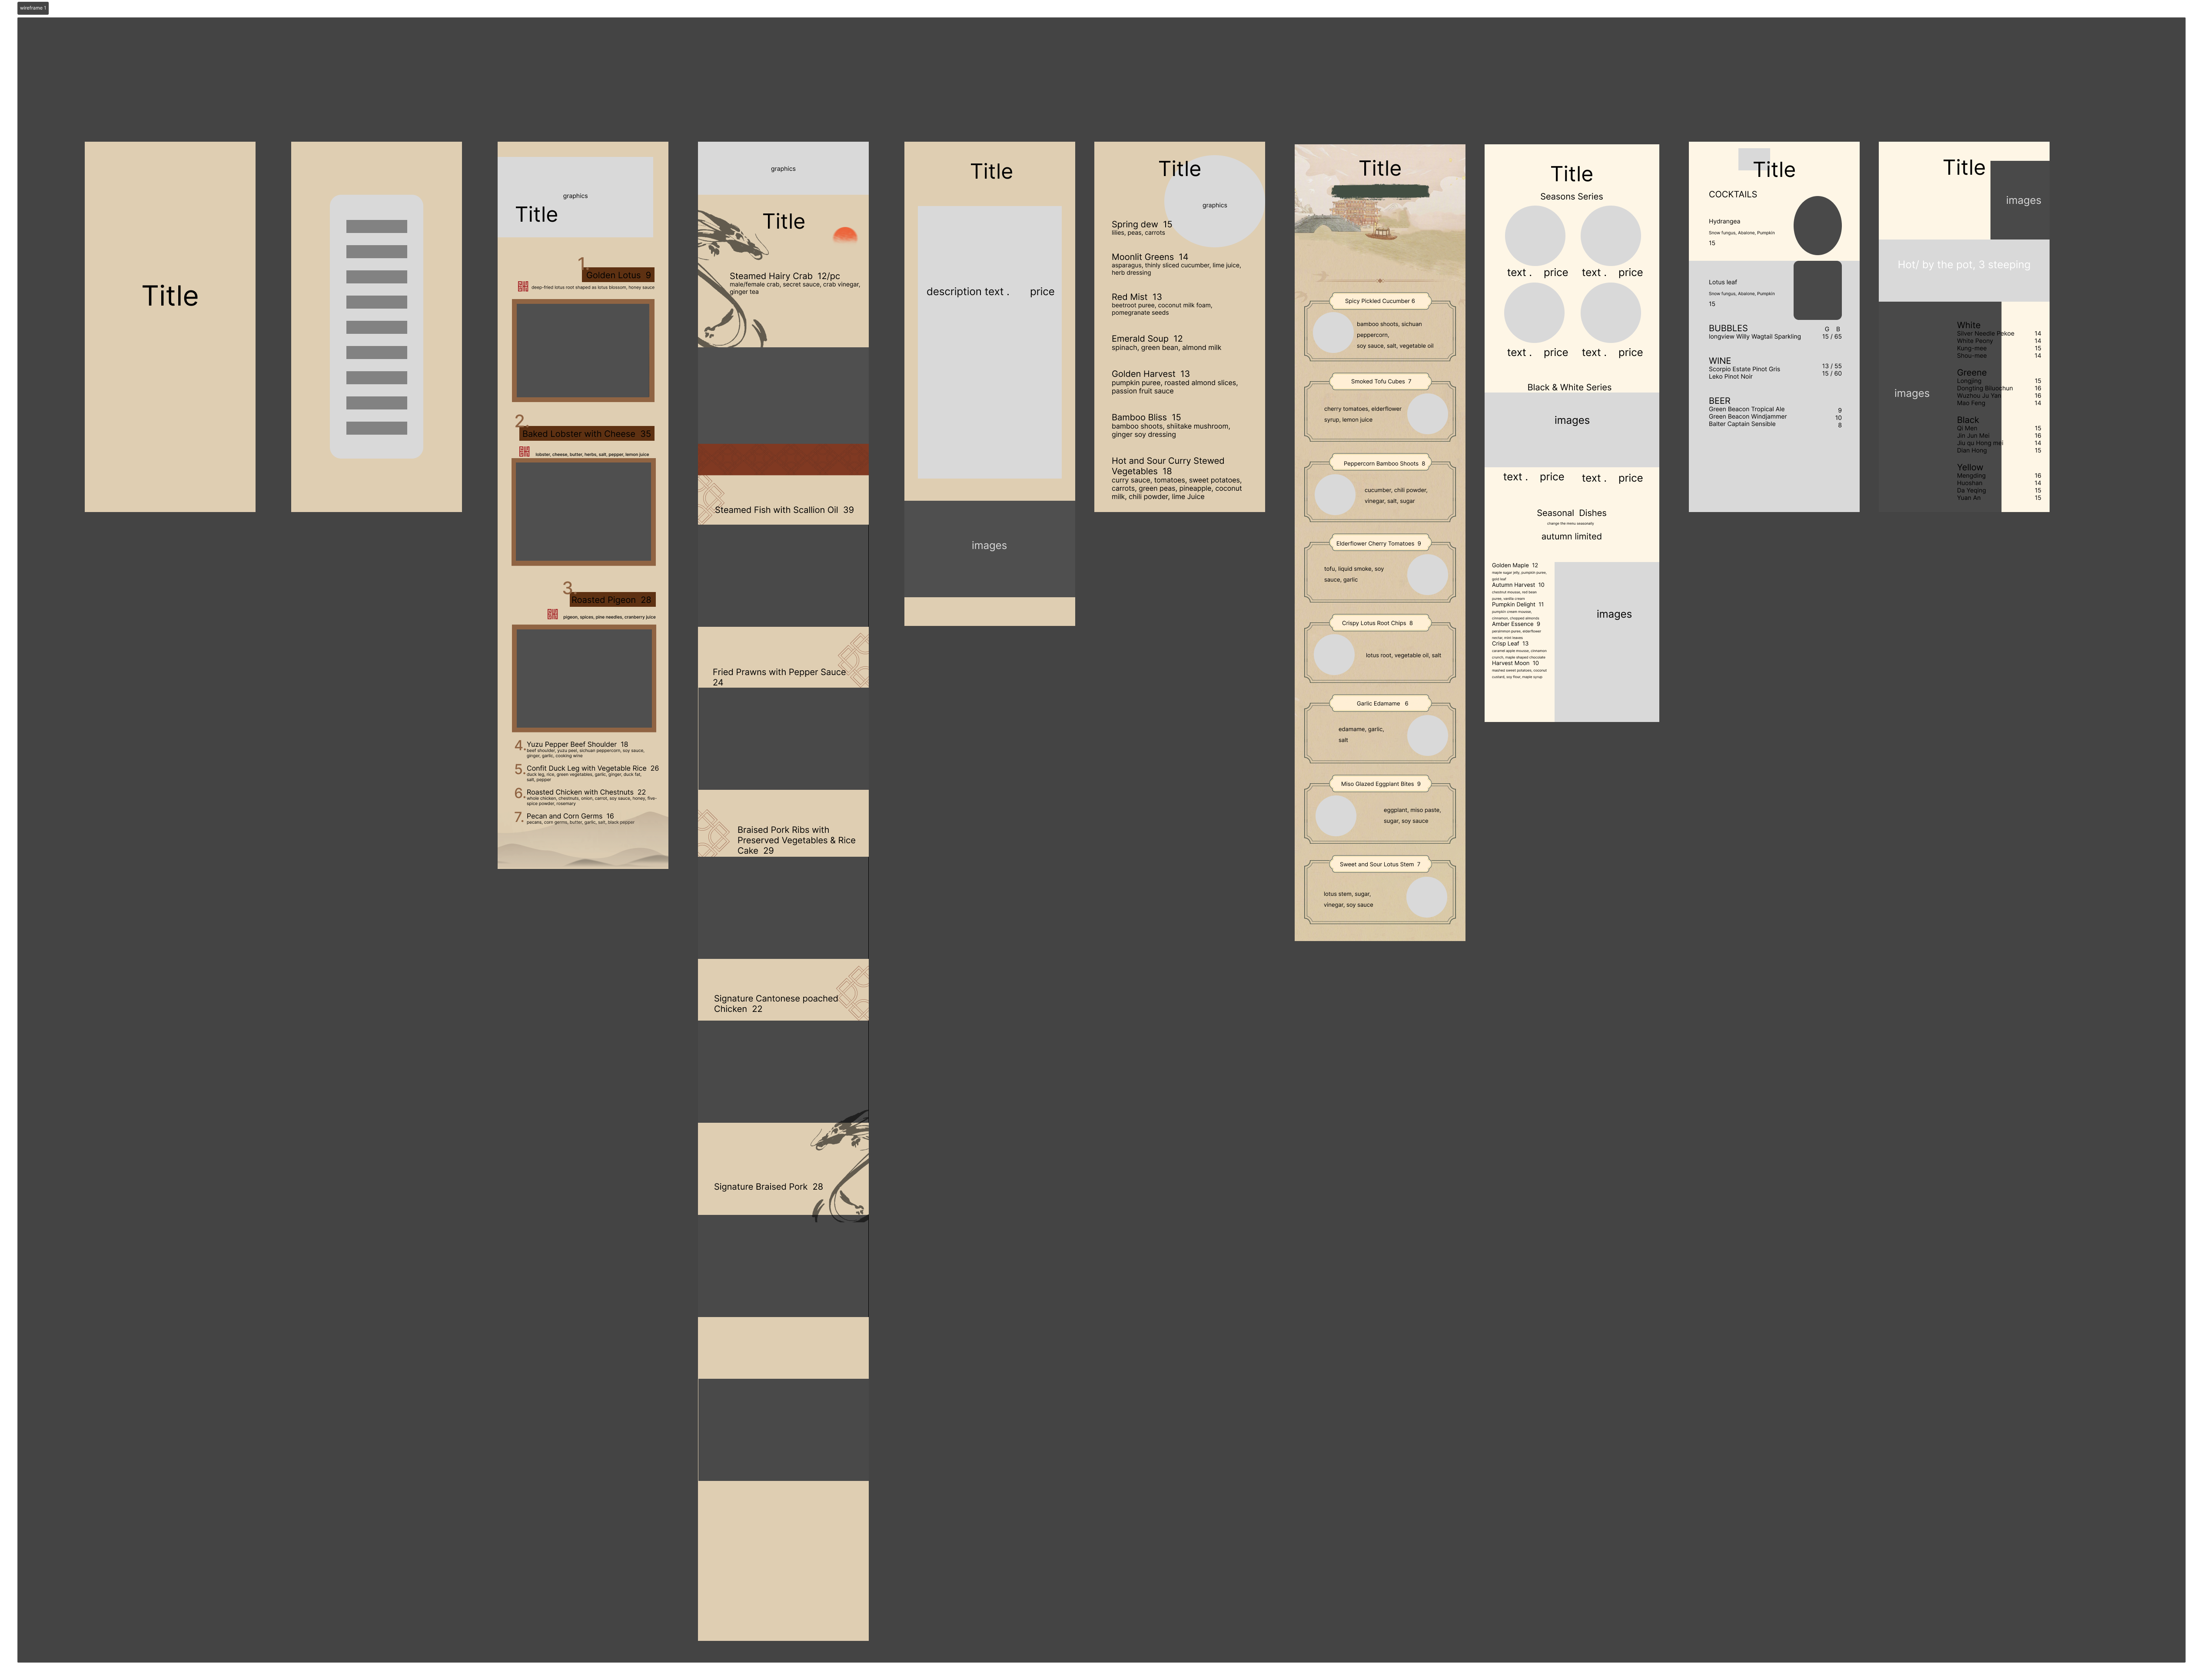 wireframe 1
Title
graphics
Title
1.
Golden Lotus 9
deep-fried lotus root shaped as lotus blossom, honey sauce
2.
Baked Lobster with Cheese 35
lobster, cheese, butter, herbs, salt, pepper, lemon juice
3.
Roasted Pigeon 28
pigeon, spices, pine needles, cranberry juice
4. Yuzu Pepper Beef Shoulder 18
beef shoulder, yuzu peel, sichuan peppercorn, soy sauce,
ginger, garlic, cooking wine
5. Confit Duck Leg with Vegetable Rice 26
duck leg, rice, green vegetables, garlic, ginger, duck fat,
salt, pepper
6. Roasted Chicken with Chestnuts 22
whole chicken, chestnuts, onion, carrot, soy sauce, honey, five-
spice powder, rosemary
7. Pecan and Corn Germs 16
pecans, corn germs, butter, garlic, salt, black pepper
graphics
Title
Steamed Hairy Crab 12/pc
male/female crab, secret sauce, crab vinegar,
ginger tea
Steamed Fish with Scallion Oil 39
Fried Prawns with Pepper Sauce
24
Braised Pork Ribs with
Preserved Vegetables & Rice
Cake 29
Signature Cantonese poached
Chicken 22
Signature Braised Pork 28
Title
description text . price
images
Title
graphics
Spring dew 15
lilies, peas, carrots
Moonlit Greens 14
asparagus, thinly sliced cucumber, lime juice,
herb dressing
Red Mist 13
beetroot puree, coconut milk foam,
pomegranate seeds
Emerald Soup 12
spinach, green bean, almond milk
Golden Harvest 13
pumpkin puree, roasted almond slices,
passion fruit sauce
Bamboo Bliss 15
bamboo shoots, shiitake mushroom,
ginger soy dressing
Hot and Sour Curry Stewed
Vegetables 18
curry sauce, tomatoes, sweet potatoes,
carrots, green peas, pineapple, coconut
milk, chili powder, lime Juice
Title
Spicy Pickled Cucumber 6
bamboo shoots, sichuan
peppercorn,
soy sauce, salt, vegetable oil
Smoked Tofu Cubes 7
cherry tomatoes, elderflower
syrup, lemon juice
Peppercorn Bamboo Shoots 8
cucumber, chili powder,
vinegar, salt, sugar
Elderflower Cherry Tomatoes 9
tofu, liquid smoke, soy
sauce, garlic
Crispy Lotus Root Chips 8
lotus root, vegetable oil, salt
Garlic Edamame 6
edamame, garlic,
salt
Miso Glazed Eggplant Bites 9
eggplant, miso paste,
sugar, soy sauce
Sweet and Sour Lotus Stem 7
lotus stem, sugar,
vinegar, soy sauce
Title
Seasons Series
text . price text . price
text . price text . price
Black & White Series
images
text . price text . price
Seasonal Dishes
change the menu seasonally
autumn limited
Golden Maple 12
maple sugar jelly, pumpkin puree,
gold leaf
Autumn Harvest 10
chestnut mousse, red bean
puree, vanilla cream
Pumpkin Delight 11
pumpkin cream mousse,
cinnamon, chopped almonds
Amber Essence 9
persimmon puree, elderflower
nectar, mint leaves
Crisp Leaf 13
caramel apple mousse, cinnamon
crunch, maple shaped chocolate
Harvest Moon 10
mashed sweet potatoes, coconut
custard, soy flour, maple syrup
images
Title
COCKTAILS
Hydrangea
Snow fungus, Abalone, Pumpkin
15
Lotus leaf
Snow fungus, Abalone, Pumpkin
15
BUBBLES G B
longview Willy Wagtail Sparkling 15 / 65
WINE
Scorpio Estate Pinot Gris 13 / 55
Leko Pinot Noir 15 / 60
BEER
Green Beacon Tropical Ale 9
Green Beacon Windjammer 10
Balter Captain Sensible 8
Title
images
Hot/ by the pot, 3 steeping
images
White
Sliver Needle Pekoe 14
White Peony 14
Kung-mee 15
Shou-mee 14
Greene
Longjing 15
Dongting Biluochun 16
Wuzhou Ju Yan 16
Mao Feng 14
Black
Qi Men 15
Jin Jun Mei 16
Jiu qu Hong mei 14
Dian Hong 15
Yellow
Mengding 16
Huoshan 14
Da Yeqing 15
Yuan An 15